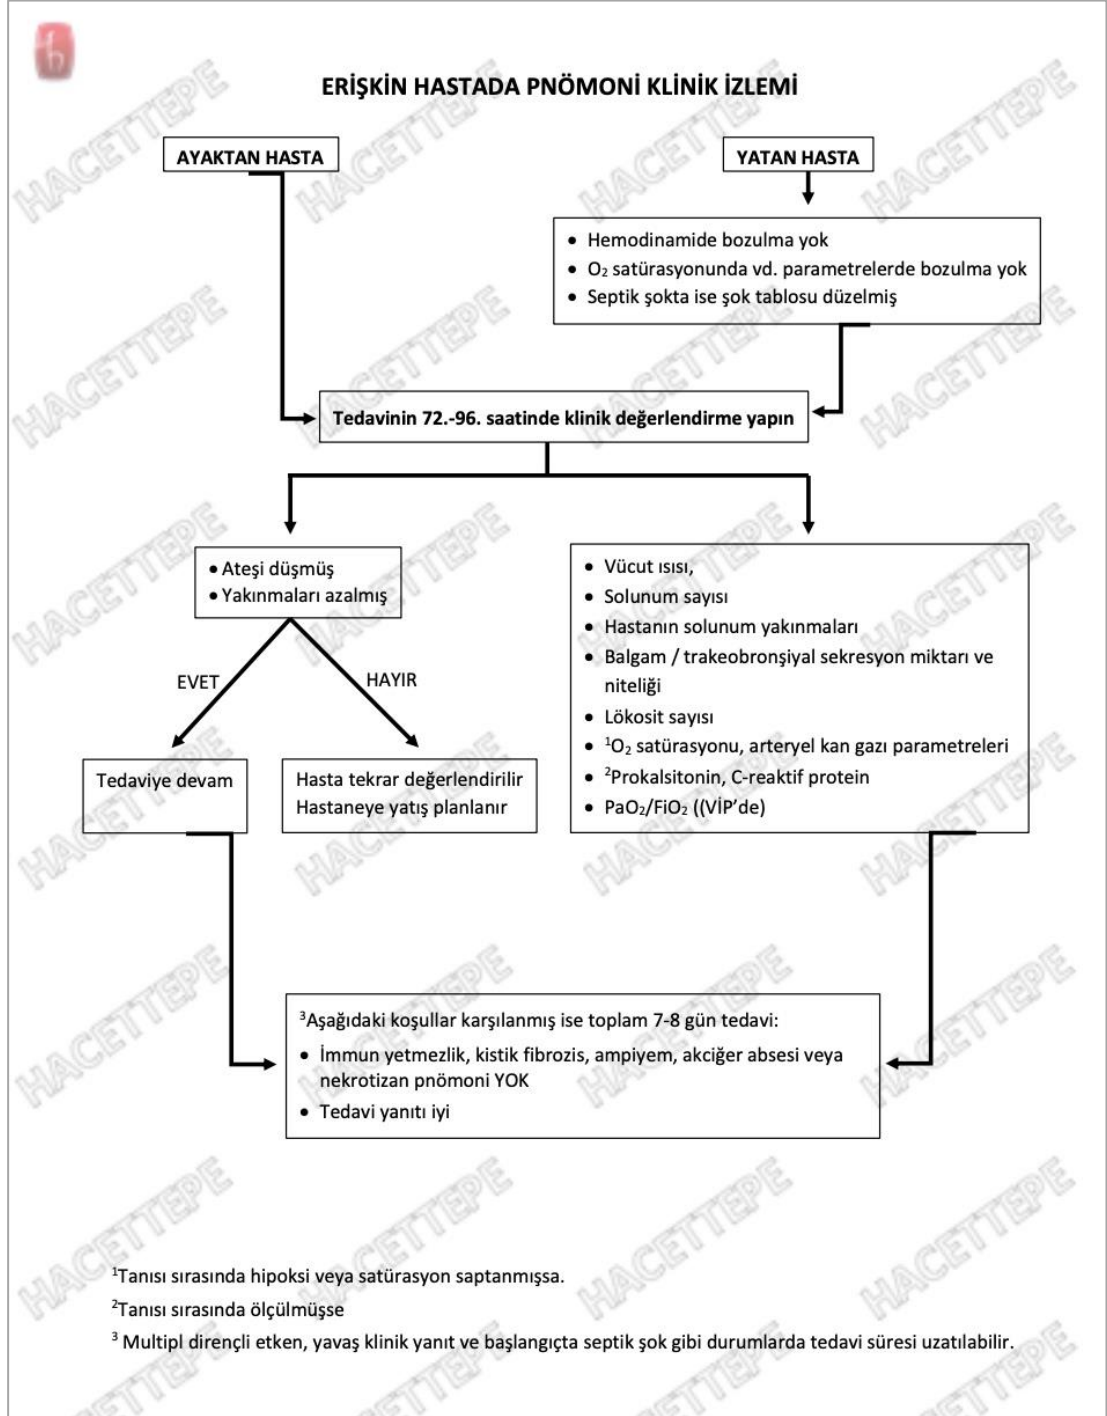 ERİŞKİN HASTADA PNÖMONİ KLİNİK İZLEMİ
AYAKTAN HASTA
YATAN HASTA
• Hemodinamide bozulma yok
• O₂ satürasyonunda vd. parametrelerde bozulma yok
• Septik şokta ise şok tablosu düzelmiş
Tedavinin 72.-96. saatinde klinik değerlendirme yapın
• Ateşi düşmüş
• Yakınmaları azalmış
EVET
HAYIR
Tedaviye devam
Hasta tekrar değerlendirilir
Hastaneye yatış planlanır
• Vücut ısısı,
• Solunum sayısı
• Hastanın solunum yakınmaları
• Balgam / trakeobronşiyal sekresyon miktarı ve
niteliği
• Lökosit sayısı
• ¹O₂ satürasyonu, arteryel kan gazı parametreleri
• ²Prokalsitonin, C-reaktif protein
• PaO₂/FiO₂ ((VİP’de)
³Aşağıdaki koşullar karşılanmış ise toplam 7-8 gün tedavi:
• İmmun yetmezlik, kistik fibrozis, ampiyem, akciğer absesi veya
nekrotizan pnömoni YOK
• Tedavi yanıtı iyi
¹Tanısı sırasında hipoksi veya satürasyon saptanmışsa.
²Tanısı sırasında ölçülmüşse
³ Multipl dirençli etken, yavaş klinik yanıt ve başlangıçta septik şok gibi durumlarda tedavi süresi uzatılabilir.
HACETTEPE